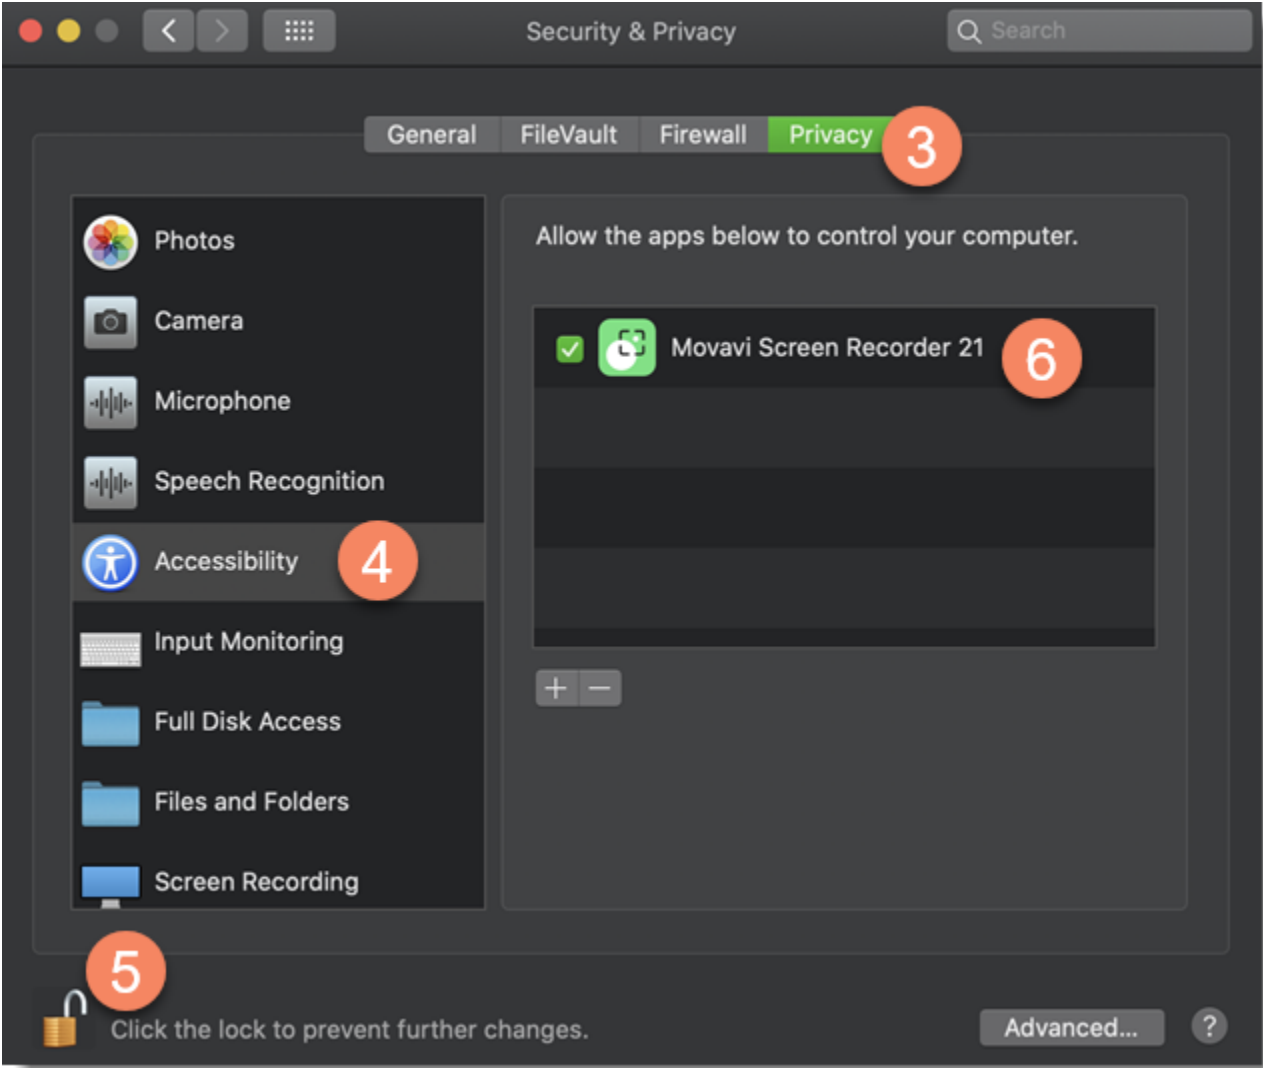 Security & Privacy
Search
General
FileVault
Firewall
Privacy
3
Photos
Camera
Microphone
Speech Recognition
Accessibility
4
Input Monitoring
Full Disk Access
Files and Folders
Screen Recording
Allow the apps below to control your computer.
Movavi Screen Recorder 21
6
+
−
5
Click the lock to prevent further changes.
Advanced...
?